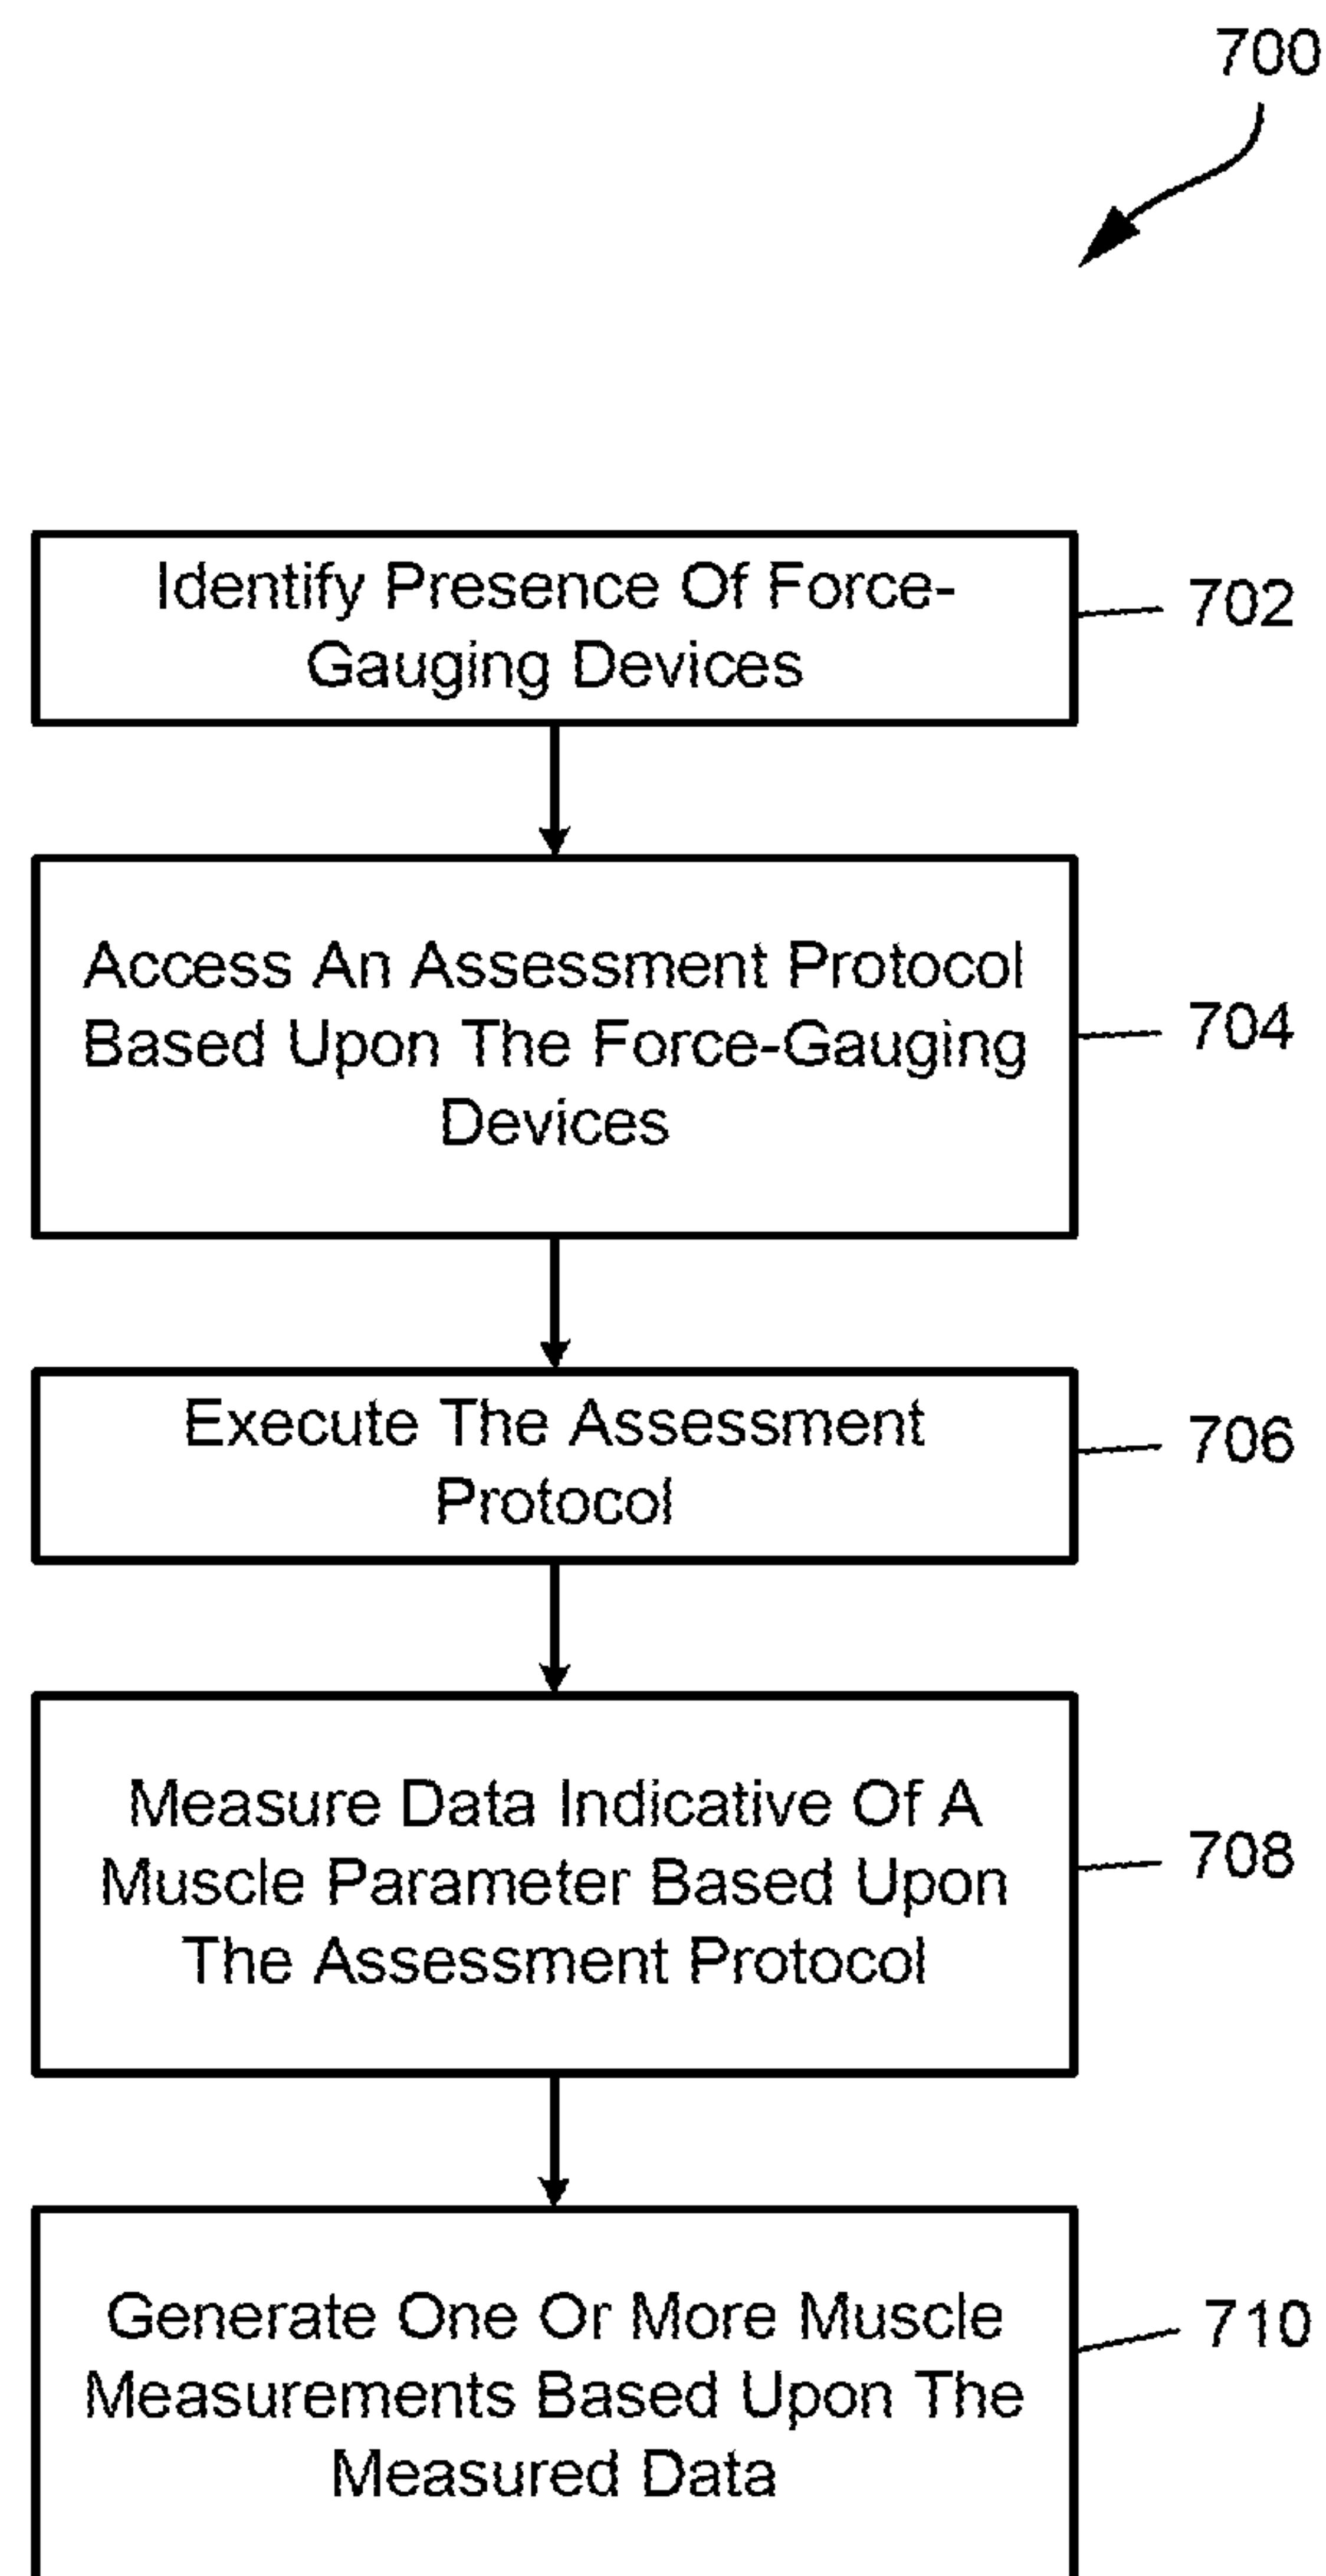 700
Identify Presence Of Force-
Gauging Devices
702
Access An Assessment Protocol
Based Upon The Force-Gauging
Devices
704
Execute The Assessment
Protocol
706
Measure Data Indicative Of A
Muscle Parameter Based Upon
The Assessment Protocol
708
Generate One Or More Muscle
Measurements Based Upon The
Measured Data
710